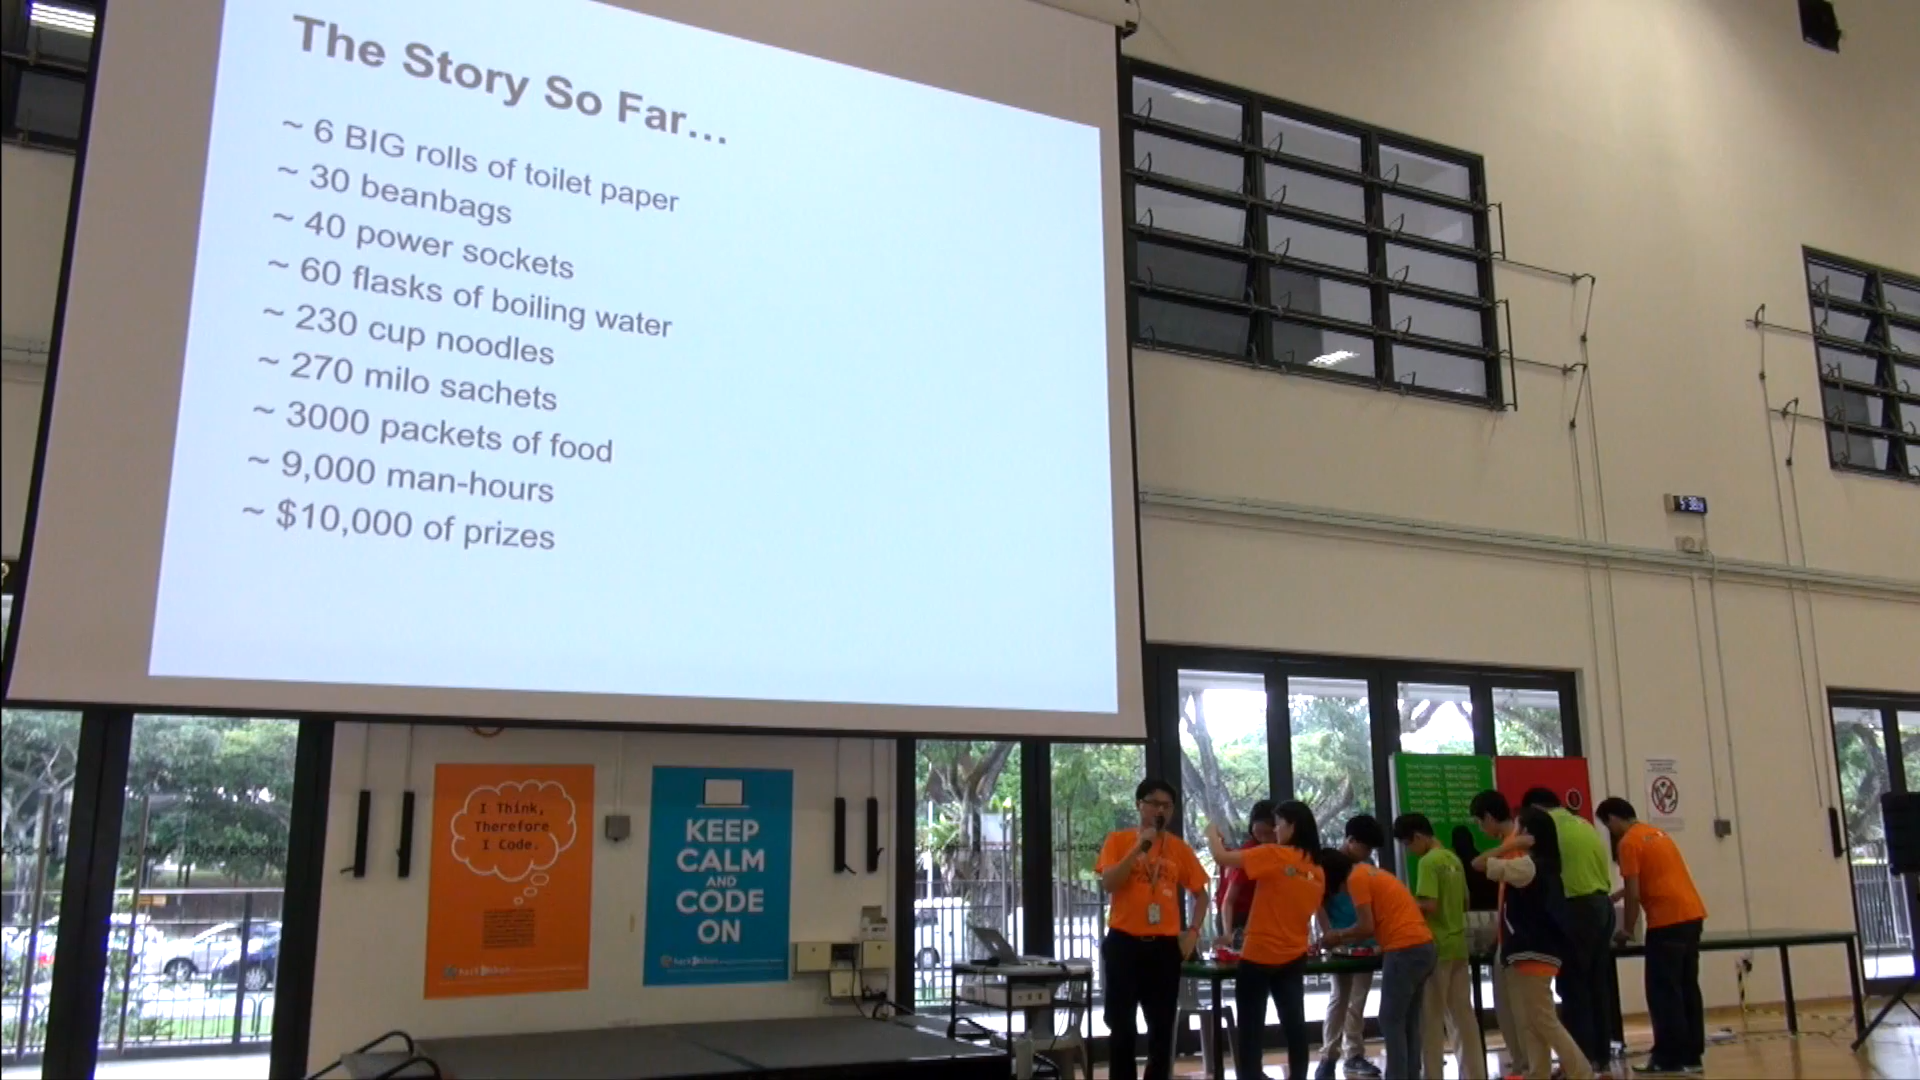 The Story So Far...
~ 6 BIG rolls of toilet paper
~ 30 beanbags
~ 40 power sockets
~ 60 flasks of boiling water
~ 230 cup noodles
~ 270 milo sachets
~ 3000 packets of food
~ 9,000 man-hours
~ $10,000 of prizes
I Think,
Therefore
I Code.
KEEP
CALM
AND
CODE
ON